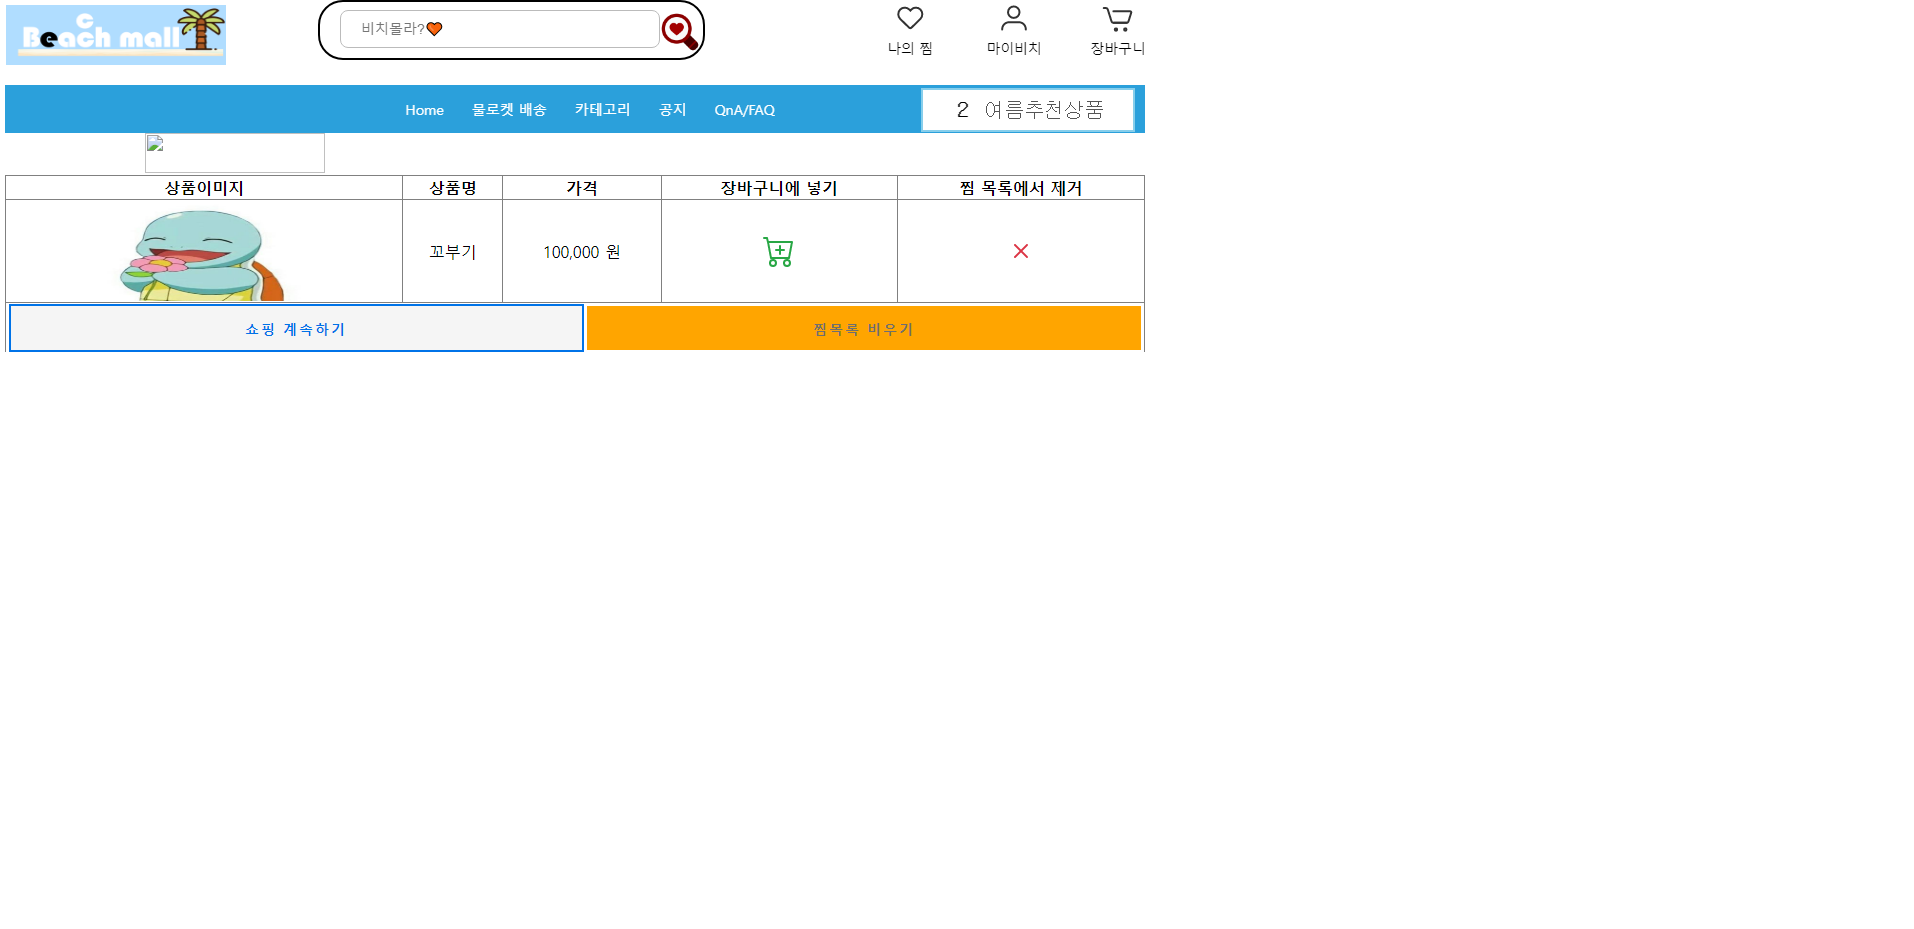 c
Beach mall
비치몰라?🧡
나의 찜
마이비치
장바구니
Home
물로켓 배송
카테고리
공지
QnA/FAQ
2 여름추천상품
상품이미지
상품명
가격
장바구니에 넣기
찜 목록에서 제거
꼬부기
100,000 원
쇼핑 계속하기
찜목록 비우기